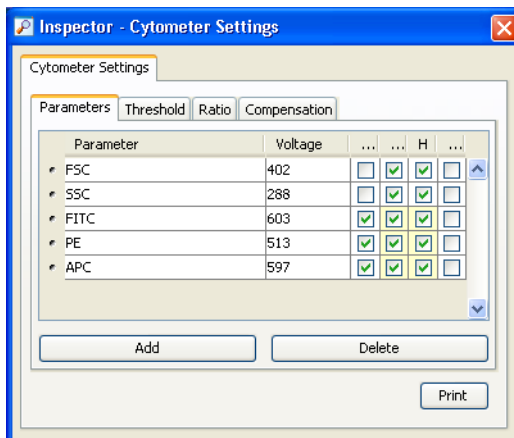 Inspector - Cytometer Settings
Cytometer Settings
Parameters Threshold Ratio Compensation
Parameter Voltage ... ... H ...
FSC 402
SSC 288
FITC 603
PE 513
APC 597
Add Delete
Print